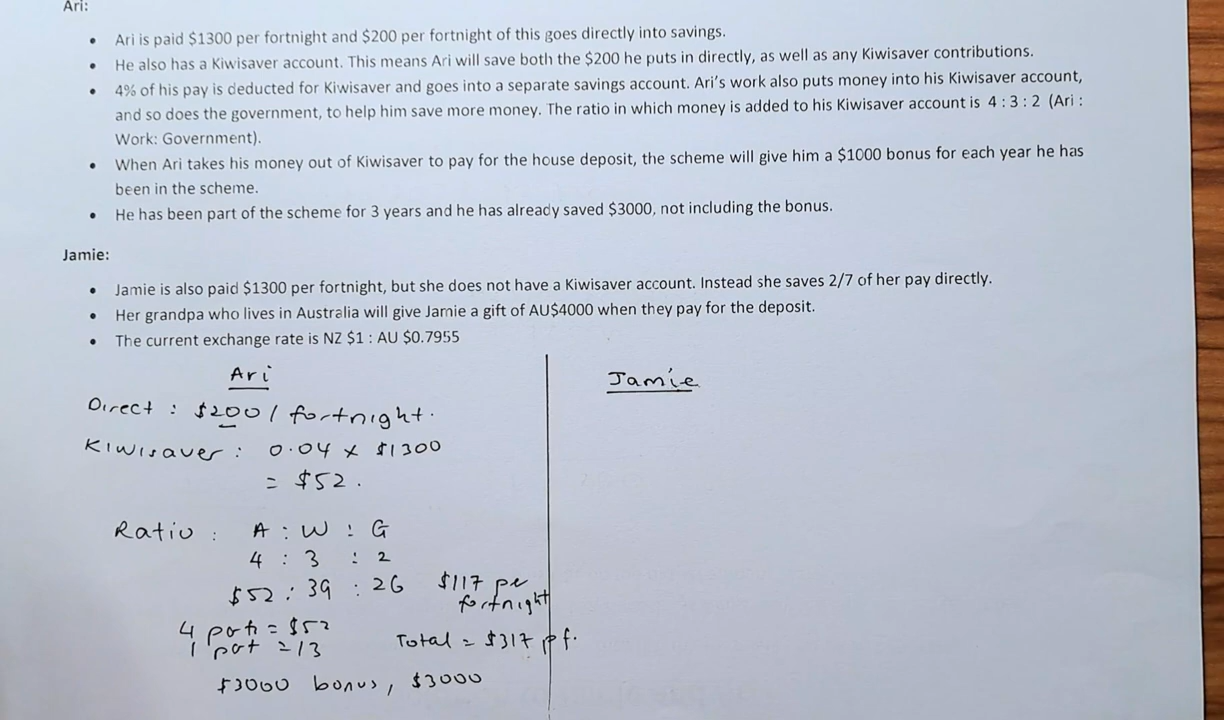 Ari:
• Ari is paid $1300 per fortnight and $200 per fortnight of this goes directly into savings.
• He also has a Kiwisaver account. This means Ari will save both the $200 he puts in directly, as well as any Kiwisaver contributions.
• 4% of his pay is deducted for Kiwisaver and goes into a separate savings account. Ari's work also puts money into his Kiwisaver account,
and so does the government, to help him save more money. The ratio in which money is added to his Kiwisaver account is 4 : 3 : 2 (Ari :
Work: Government).
• When Ari takes his money out of Kiwisaver to pay for the house deposit, the scheme will give him a $1000 bonus for each year he has
been in the scheme.
• He has been part of the scheme for 3 years and he has already saved $3000, not including the bonus.
Jamie:
• Jamie is also paid $1300 per fortnight, but she does not have a Kiwisaver account. Instead she saves 2/7 of her pay directly.
• Her grandpa who lives in Australia will give Jamie a gift of AU$4000 when they pay for the deposit.
• The current exchange rate is NZ $1 : AU $0.7955
Ari
Direct : $200 / fortnight.
Kiwisaver : 0.04 x $1300
= $52.
Ratio : A : W : G
4 : 3 : 2
$52 : 39 : 26 $117 pe
fortnight
4 part = $52
1 part = 13
Total = $317 pf.
$3000 bonus, $3000
Jamie